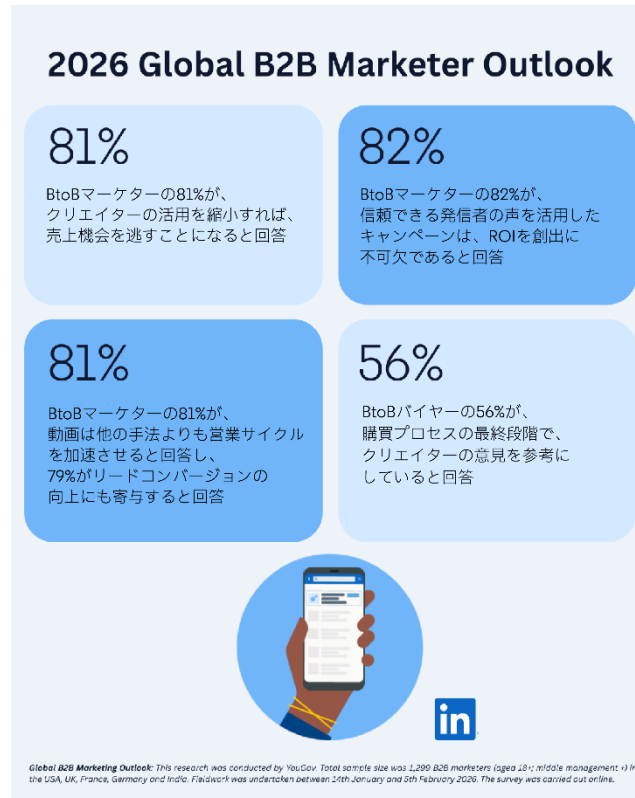 2026 Global B2B Marketer Outlook
81%
BtoBマーケターの81%が、
クリエイターの活用を縮小すれば、
売上機会を逃すことになると回答
82%
BtoBマーケターの82%が、
信頼できる発信者の声を活用した
キャンペーンは、ROIを創出に
不可欠であると回答
81%
BtoBマーケターの81%が、
動画は他の手法よりも営業サイクル
を加速させると回答し、
79%がリードコンバージョンの
向上にも寄与すると回答
56%
BtoBバイヤーの56%が、
購買プロセスの最終段階で、
クリエイターの意見を参考に
していると回答
in
Global B2B Marketing Outlook: This research was conducted by YouGov. Total sample size was 1,299 B2B marketers (aged 18+; middle management +) in
the USA, UK, France, Germany and India. Fieldwork was undertaken between 14th January and 5th February 2026. The survey was carried out online.